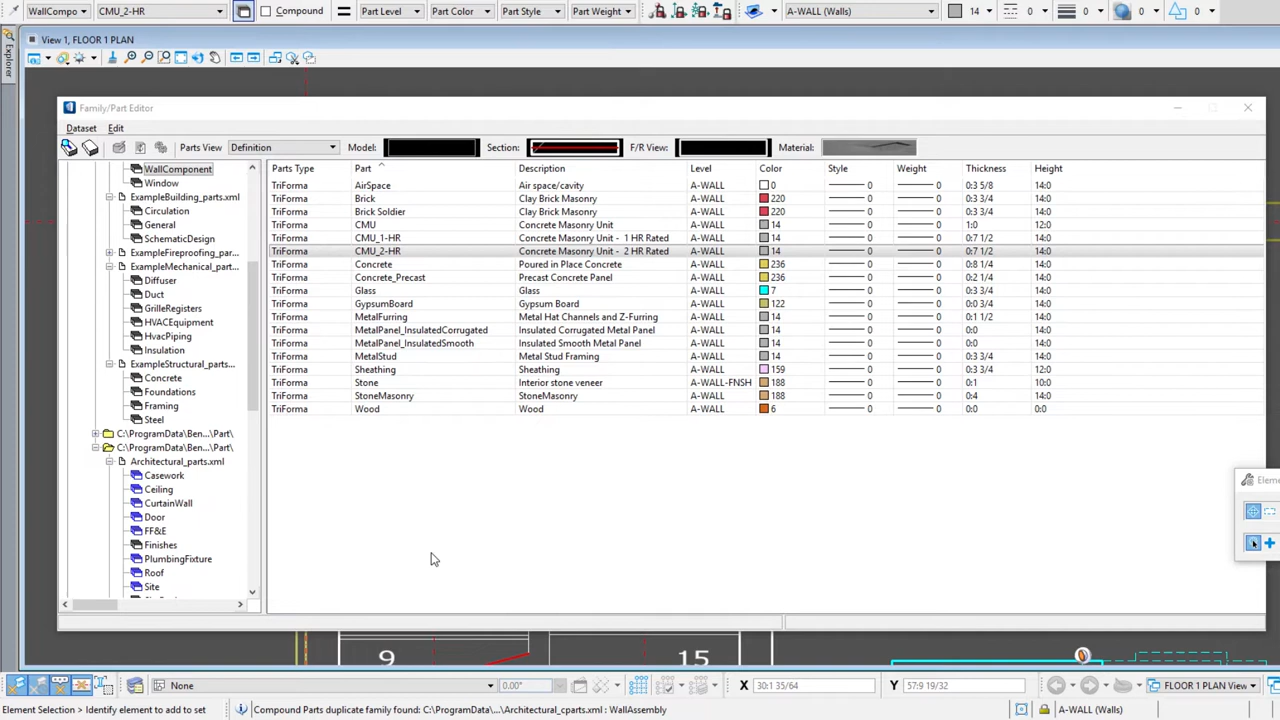 WallCompo CMU_2-HR Compound Part Level Part Color Part Style Part Weight A-WALL (Walls) 14 0 0 0 0
Explorer
View 1, FLOOR 1 PLAN
Family/Part Editor
Dataset Edit
Parts View Definition Model: Section: F/R View: Material:
WallComponent
Window
ExampleBuilding_parts.xml
Circulation
General
SchematicDesign
ExampleFireproofing_par...
ExampleMechanical_part...
Diffuser
Duct
GrilleRegisters
HVACEquipment
HvacPiping
Insulation
ExampleStructural_parts...
Concrete
Foundations
Framing
Steel
C:\ProgramData\Ben...\Part\
C:\ProgramData\Ben...\Part\
Architectural_parts.xml
Casework
Ceiling
CurtainWall
Door
FF&E
Finishes
PlumbingFixture
Roof
Site
Parts Type Part Description Level Color Style Weight Thickness Height
TriForma AirSpace Air space/cavity A-WALL 0 0 0 0:3 5/8 14:0
TriForma Brick Clay Brick Masonry A-WALL 220 0 0 0:3 3/4 14:0
TriForma Brick Soldier Clay Brick Masonry A-WALL 220 0 0 0:3 3/4 14:0
TriForma CMU Concrete Masonry Unit A-WALL 14 0 0 1:0 12:0
TriForma CMU_1-HR Concrete Masonry Unit - 1 HR Rated A-WALL 14 0 0 0:7 1/2 14:0
TriForma CMU_2-HR Concrete Masonry Unit - 2 HR Rated A-WALL 14 0 0 0:7 1/2 14:0
TriForma Concrete Poured in Place Concrete A-WALL 236 0 0 0:8 1/4 14:0
TriForma Concrete_Precast Precast Concrete Panel A-WALL 236 0 0 0:2 1/4 14:0
TriForma Glass Glass A-WALL 7 0 0 0:3 3/4 14:0
TriForma GypsumBoard Gypsum Board A-WALL 122 0 0 0:0 3/4 14:0
TriForma MetalFurring Metal Hat Channels and Z-Furring A-WALL 14 0 0 0:1 1/2 14:0
TriForma MetalPanel_InsulatedCorrugated Insulated Corrugated Metal Panel A-WALL 14 0 0 0:0 14:0
TriForma MetalPanel_InsulatedSmooth Insulated Smooth Metal Panel A-WALL 14 0 0 0:0 14:0
TriForma MetalStud Metal Stud Framing A-WALL 14 0 0 0:3 3/4 14:0
TriForma Sheathing Sheathing A-WALL 159 0 0 0:3 3/4 12:0
TriForma Stone Interior stone veneer A-WALL-FNSH 188 0 0 0:1 10:0
TriForma StoneMasonry StoneMasonry A-WALL 188 0 0 0:4 14:0
TriForma Wood Wood A-WALL 6 0 0 0:0 0:0
Eleme
9 15
None 0.00° X 30:1 35/64 Y 57:9 19/32 FLOOR 1 PLAN View
Element Selection > Identify element to add to set Compound Parts duplicate family found: C:\ProgramData\...\Architectural_cparts.xml : WallAssembly A-WALL (Walls)